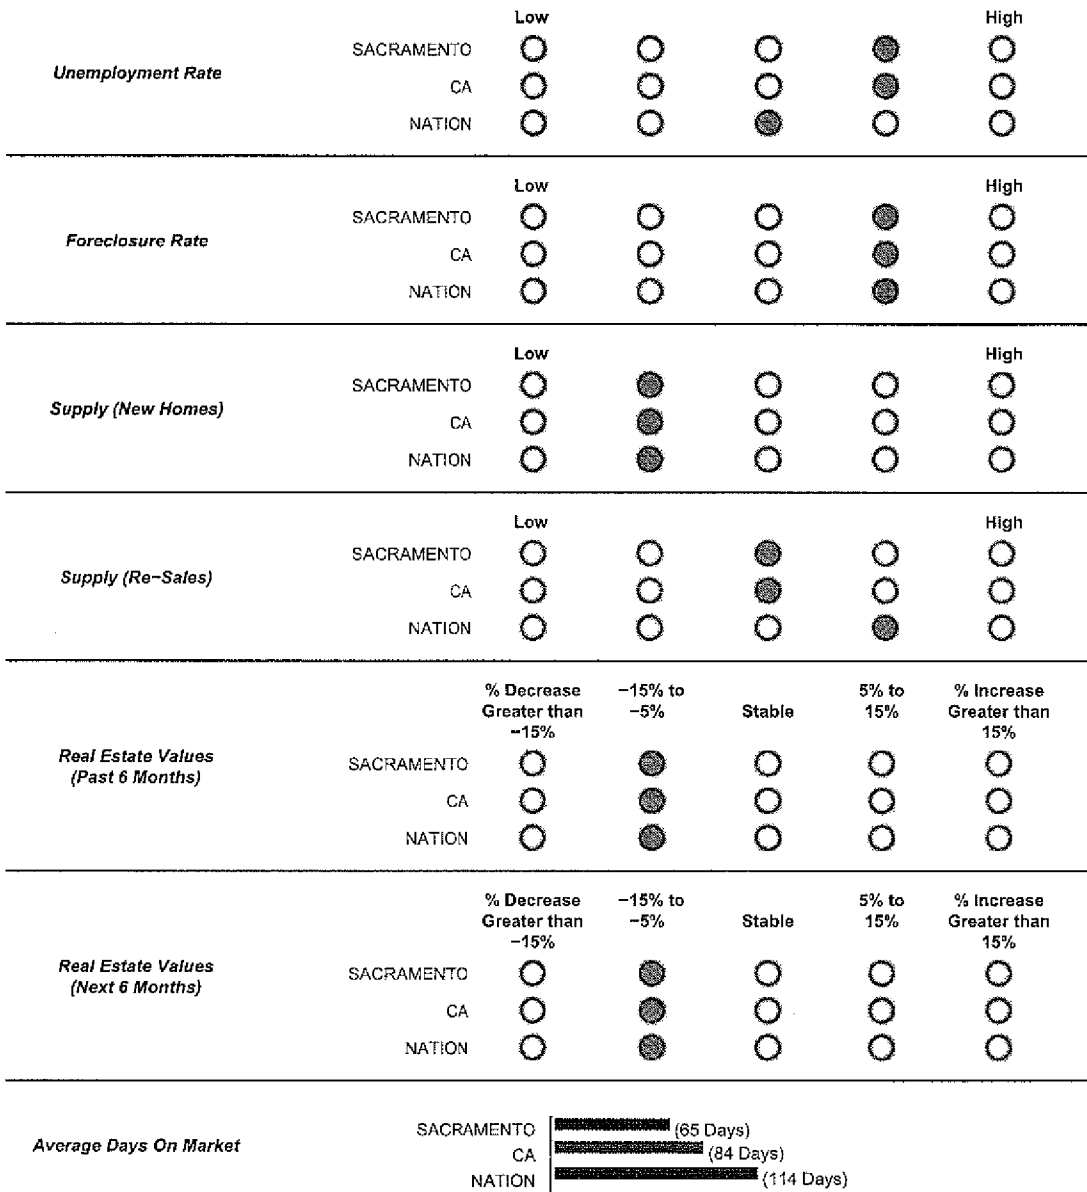 Low High
SACRAMENTO
Unemployment Rate
CA
NATION
Low High
SACRAMENTO
Foreclosure Rate
CA
NATION
Low High
SACRAMENTO
Supply (New Homes)
CA
NATION
Low High
SACRAMENTO
Supply (Re-Sales)
CA
NATION
% Decrease −15% to 5% to % Increase
Greater than −5% Stable 15% Greater than
−15% 15%
Real Estate Values SACRAMENTO
(Past 6 Months)
CA
NATION
% Decrease −15% to 5% to % Increase
Greater than −5% Stable 15% Greater than
−15% 15%
Real Estate Values SACRAMENTO
(Next 6 Months)
CA
NATION
SACRAMENTO (65 Days)
Average Days On Market
CA (84 Days)
NATION (114 Days)